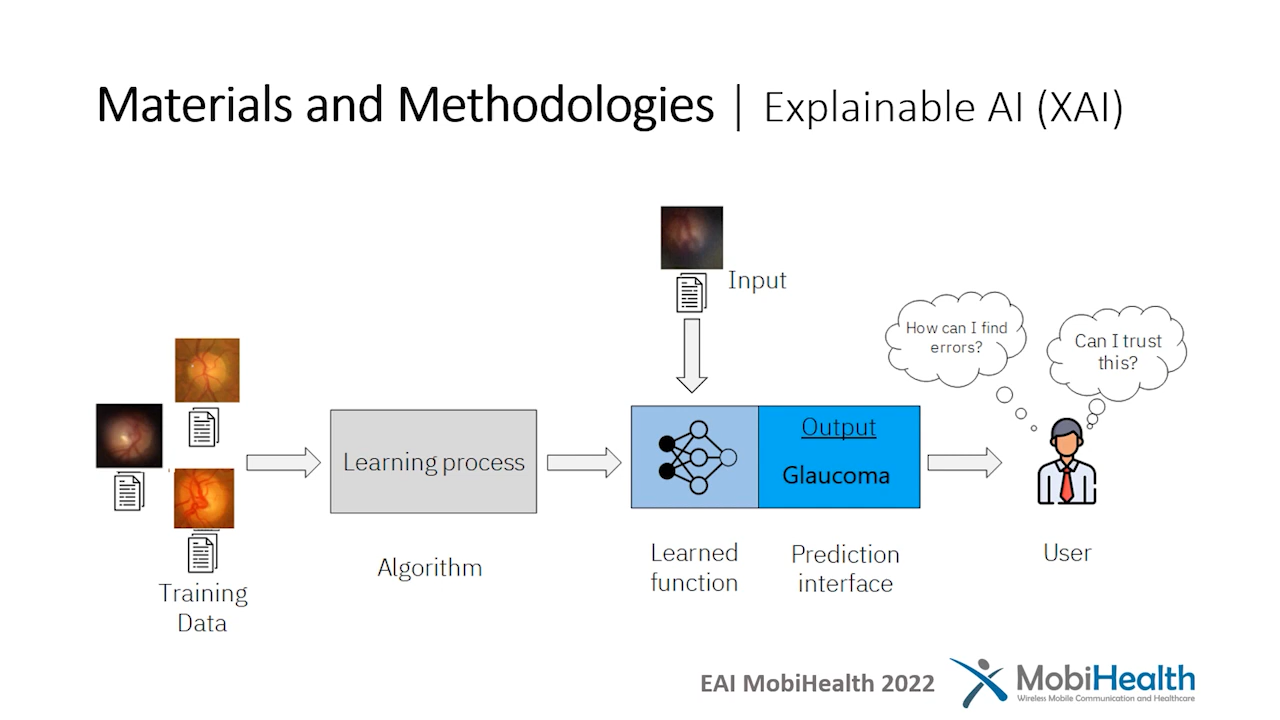 Materials and Methodologies | Explainable AI (XAI)
Input
How can I find
errors?
Can I trust
this?
Learning process
Output
Glaucoma
Training
Data
Algorithm
Learned
function
Prediction
interface
User
EAI MobiHealth 2022
MobiHealth
Wireless Mobile Communication and Healthcare